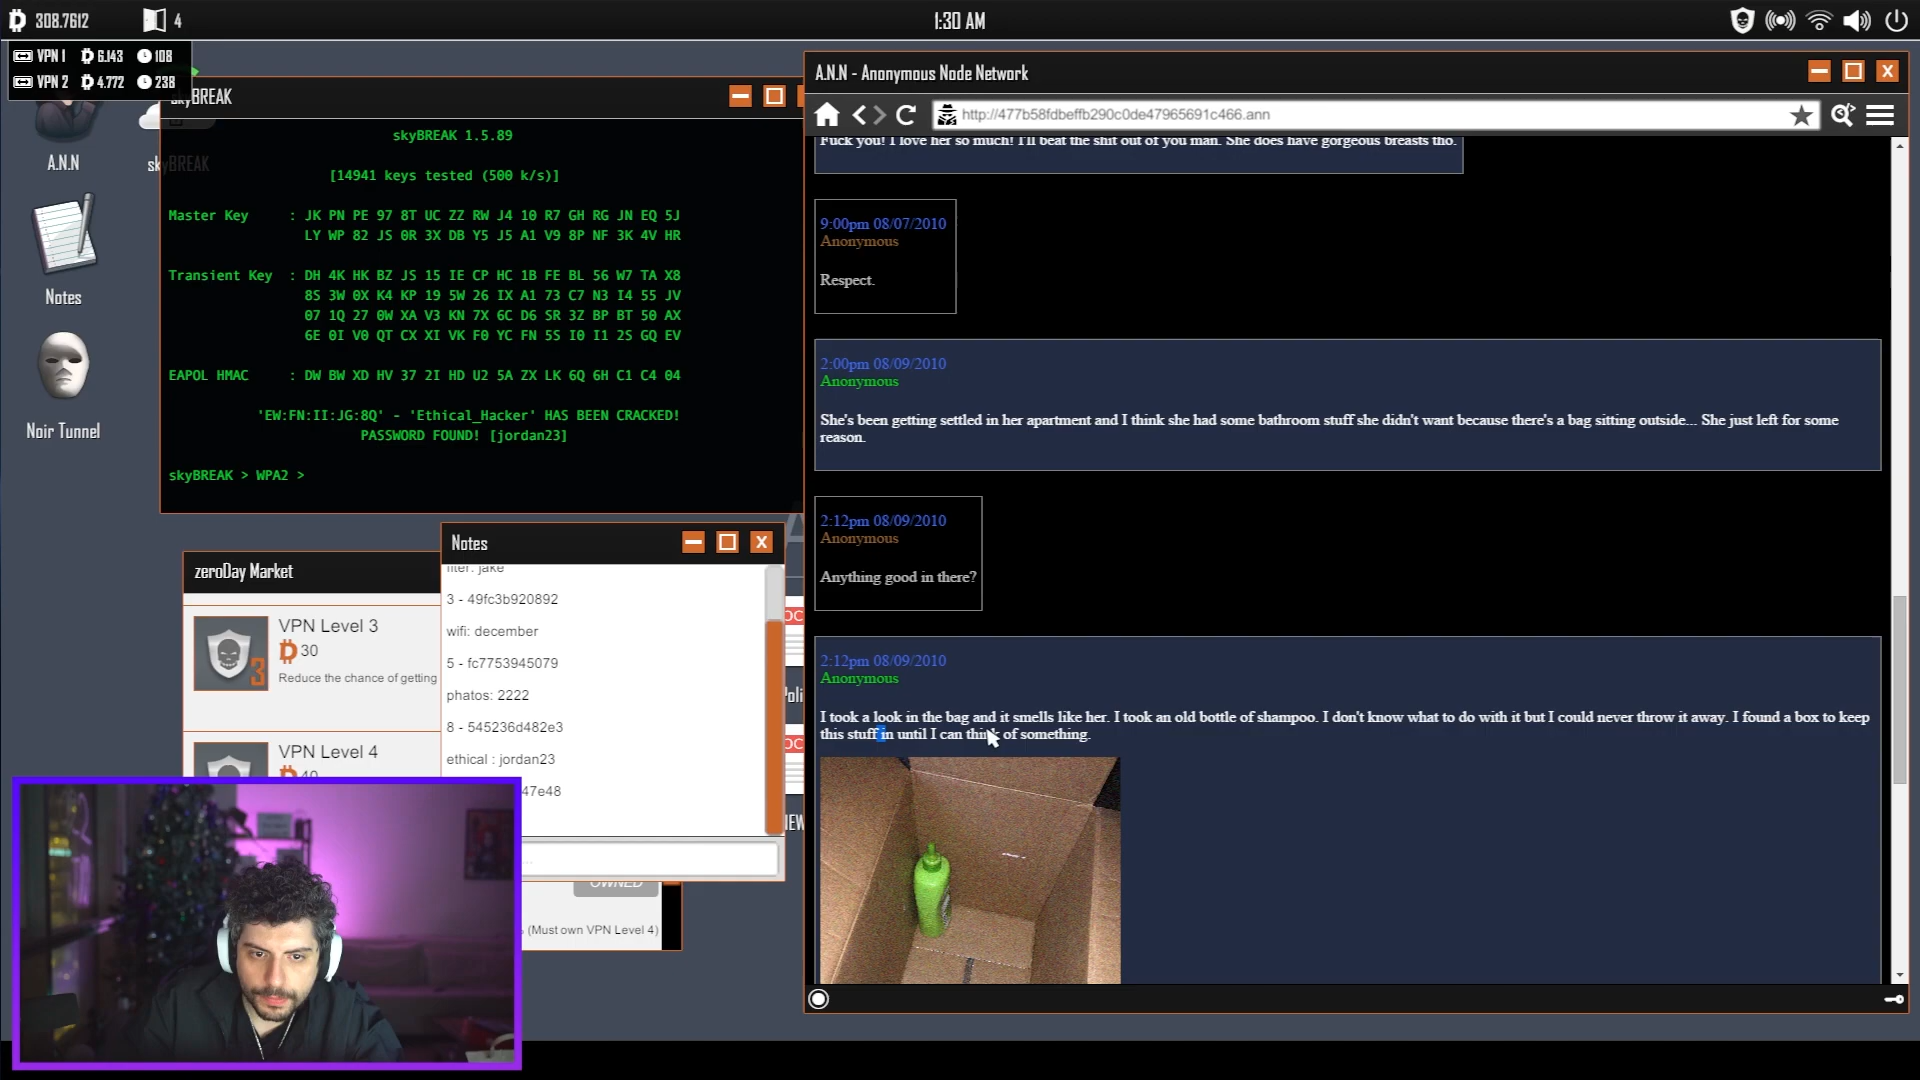 308.7612
4
1:30 AM
VPN 1 6.143 108
VPN 2 4.772 238
A.N.N
skyBREAK
Notes
Noir Tunnel
skyBREAK
skyBREAK 1.5.89
[14941 keys tested (500 k/s)]
Master Key : JK PN PE 97 8T UC ZZ RW J4 10 R7 GH RG JN EQ 5J
LY WP 82 JS 0R 3X DB Y5 J5 A1 V9 8P NF 3K 4V HR
Transient Key : DH 4K HK BZ JS 15 IE CP HC 1B FE BL 56 W7 TA X8
8S 3W 0X K4 KP 19 5W 26 IX A1 73 C7 N3 I4 55 JV
07 1Q 27 0W XA V3 KN 7X 6C D6 SR 3Z BP BT 50 AX
6E 0I V0 QT CX XI VK F0 YC FN 5S I0 I1 2S GQ EV
EAPOL HMAC : DW BW XD HV 37 2I HD U2 5A ZX LK 6Q 6H C1 C4 04
'EW:FN:II:JG:8Q' - 'Ethical_Hacker' HAS BEEN CRACKED!
PASSWORD FOUND! [jordan23]
skyBREAK > WPA2 >
zeroDay Market
VPN Level 3
30
Reduce the chance of getting
3
VPN Level 4
40
OWNED
(Must own VPN Level 4)
Notes
jake
3 - 49fc3b920892
wifi: december
5 - fc7753945079
phatos: 2222
8 - 545236d482e3
ethical : jordan23
47e48
A.N.N - Anonymous Node Network
http://477b58fdbeffb290c0de47965691c466.ann
Fuck you! I love her so much! I'll beat the shit out of you man. She does have gorgeous breasts tho.
9:00pm 08/07/2010
Anonymous
Respect.
2:00pm 08/09/2010
Anonymous
She's been getting settled in her apartment and I think she had some bathroom stuff she didn't want because there's a bag sitting outside... She just left for some
reason.
2:12pm 08/09/2010
Anonymous
Anything good in there?
2:12pm 08/09/2010
Anonymous
I took a look in the bag and it smells like her. I took an old bottle of shampoo. I don't know what to do with it but I could never throw it away. I found a box to keep
this stuff in until I can think of something.